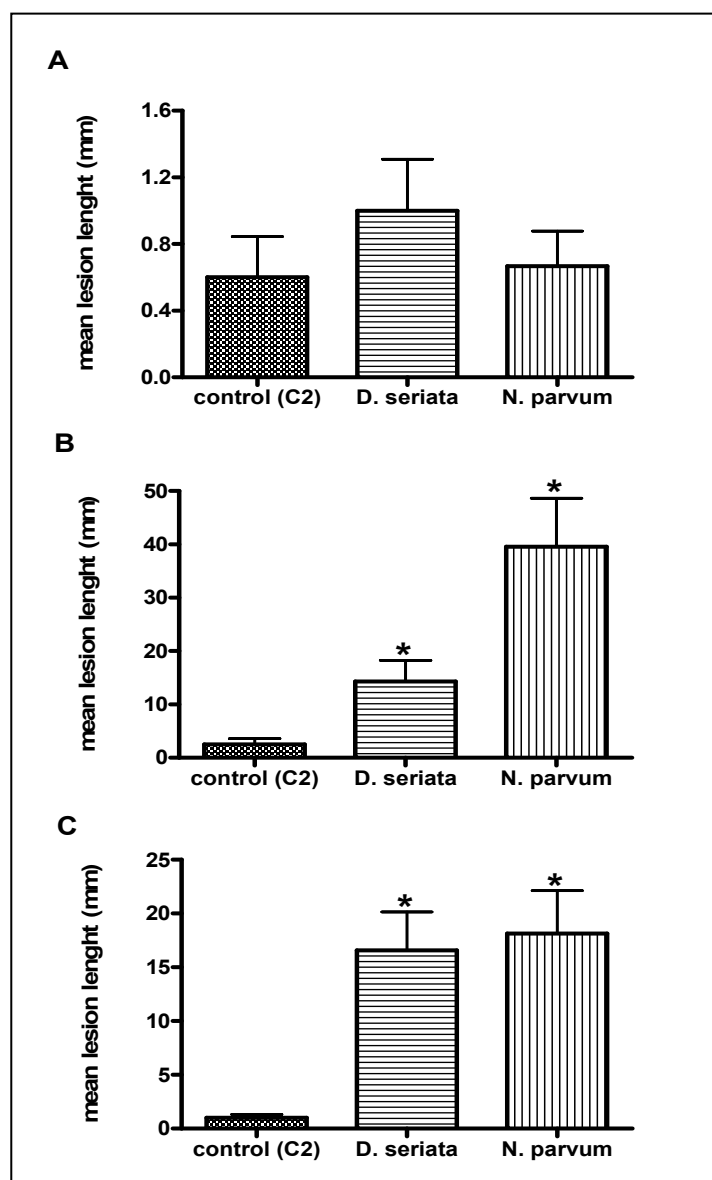 A
mean lesion lenght (mm)
1.6
1.2
0.8
0.4
0.0
control (C2) D. seriata N. parvum
B
mean lesion lenght (mm)
50
40
30
20
10
0
*
*
control (C2) D. seriata N. parvum
C
mean lesion lenght (mm)
25
20
15
10
5
0
*
*
control (C2) D. seriata N. parvum